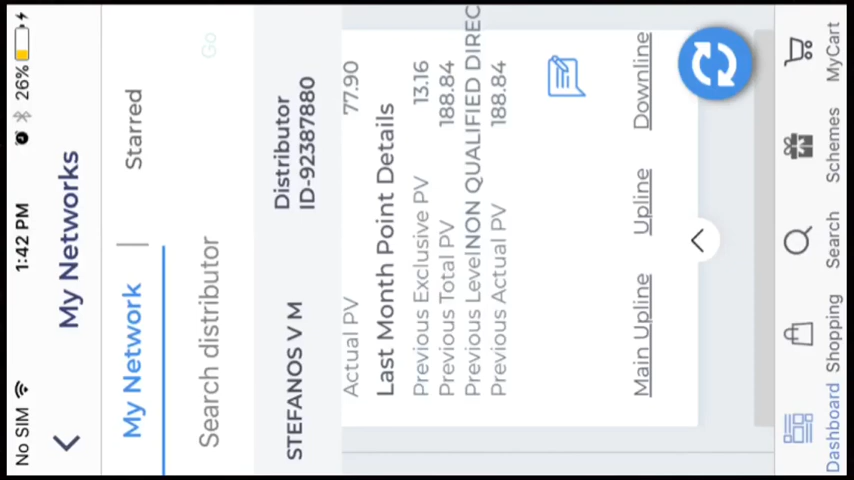 No SIM 1:42 PM 26%
My Networks
My Network Starred
Search distributor Go
STEFANOS V M Distributor
ID-92387880
Actual PV 77.90
Last Month Point Details
Previous Exclusive PV 13.16
Previous Total PV 188.84
Previous Level NON QUALIFIED DIREC
Previous Actual PV 188.84
Main Upline Upline Downline
Dashboard Shopping Search Schemes MyCart